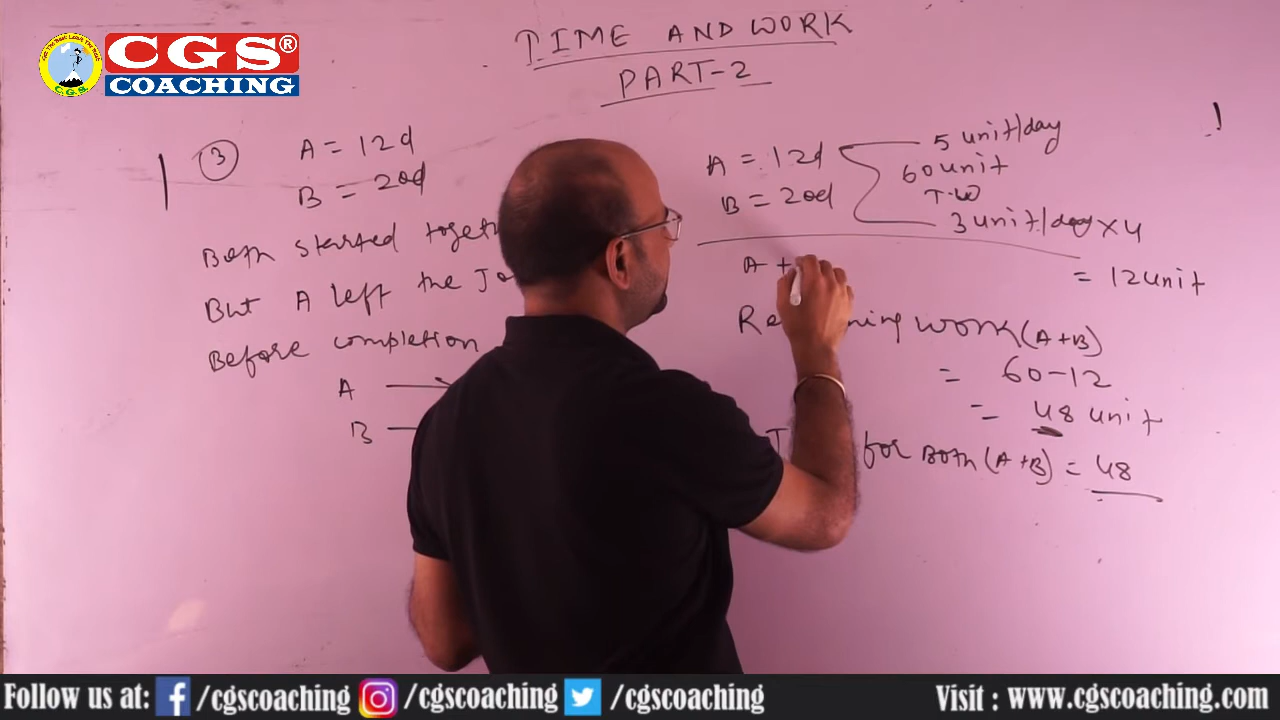 CGS®
COACHING
C.G.S.
TIME AND WORK
PART-2
③ A = 12d
B = 20d
Both started
But A left the
Before completion
A →
B
A = 12d
B = 20d
5 unit/day
60 unit
T.W
3 unit/day × 4
= 12 unit
A +
work (A+B)
= 60-12
= 48 unit
for Both (A+B) = 48
Follow us at: /cgscoaching /cgscoaching /cgscoaching Visit : www.cgscoaching.com